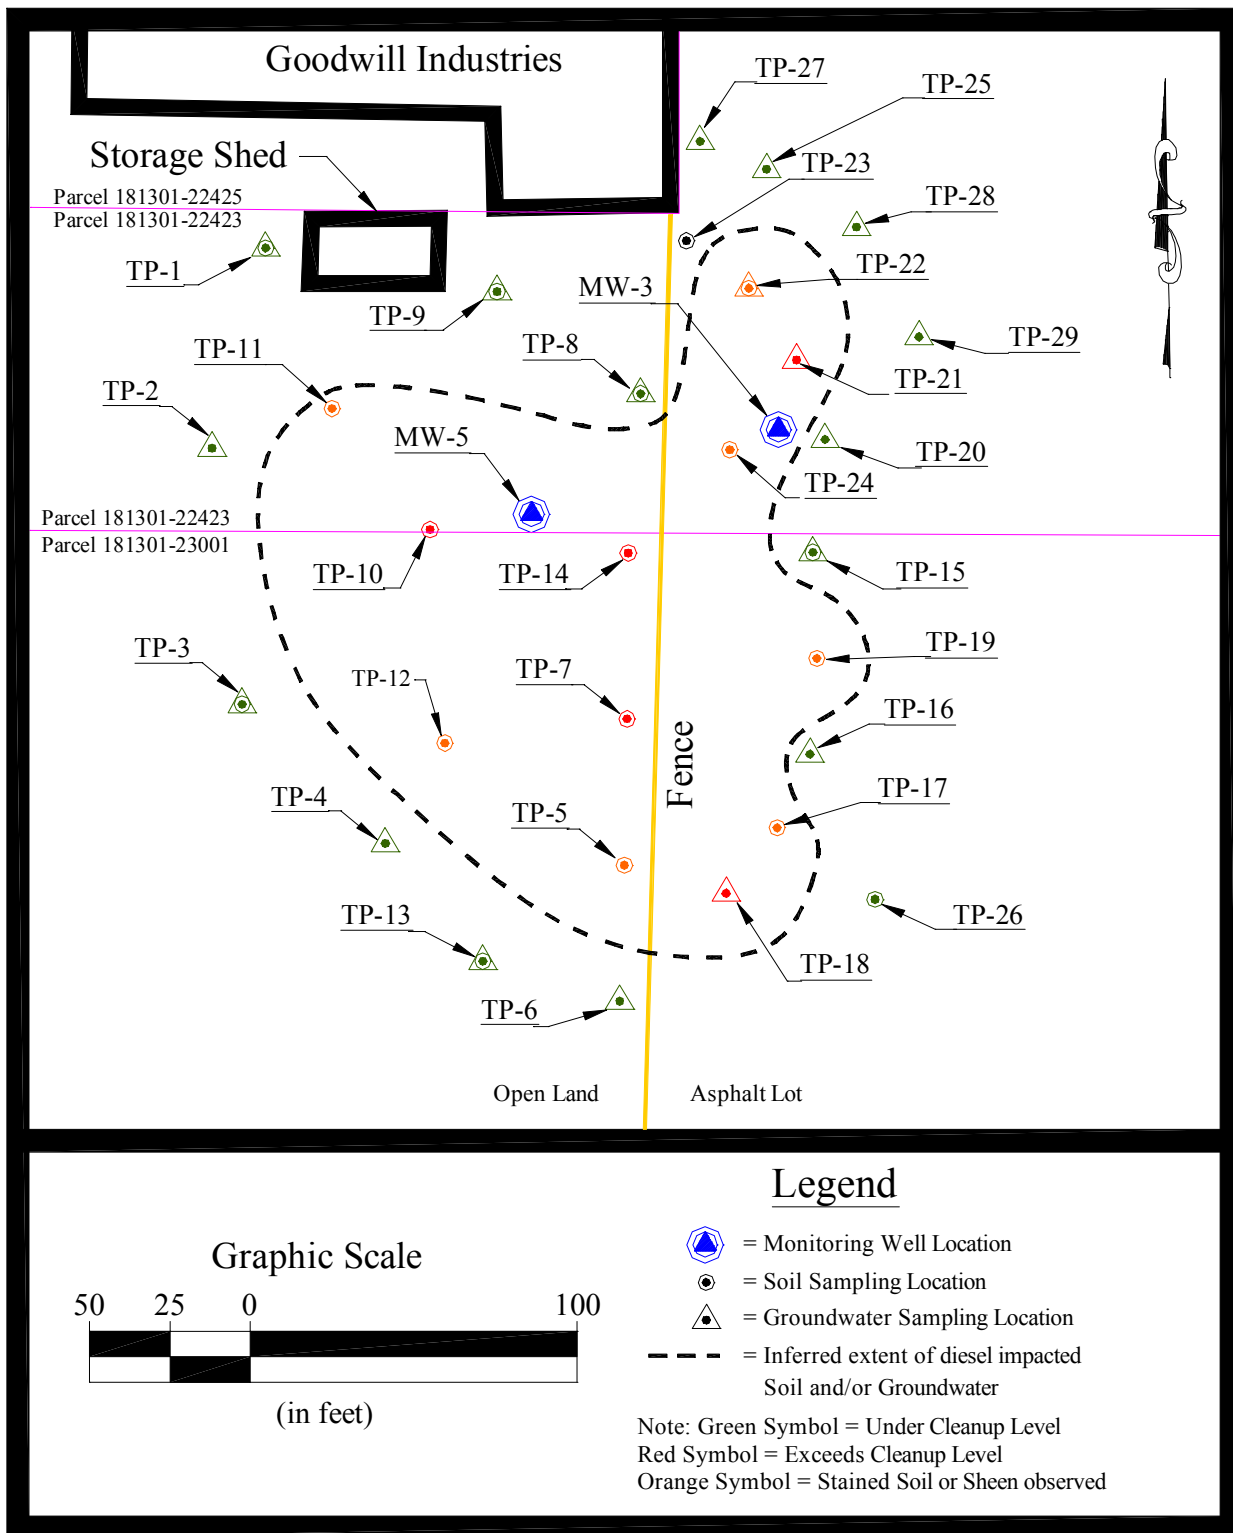 Goodwill Industries
TP-27
TP-25
Storage Shed
TP-23
Parcel 181301-22425
Parcel 181301-22423
TP-28
TP-1
TP-22
MW-3
TP-9
TP-8
TP-29
TP-11
TP-21
TP-2
MW-5
TP-20
TP-24
Parcel 181301-22423
Parcel 181301-23001
TP-10
TP-14
TP-15
TP-3
TP-19
TP-12
TP-7
TP-16
Fence
TP-4
TP-5
TP-17
TP-13
TP-26
TP-18
TP-6
Open Land
Asphalt Lot
Legend
Graphic Scale
50 25 0 100
(in feet)
= Monitoring Well Location
= Soil Sampling Location
= Groundwater Sampling Location
= Inferred extent of diesel impacted
Soil and/or Groundwater
Note: Green Symbol = Under Cleanup Level
Red Symbol = Exceeds Cleanup Level
Orange Symbol = Stained Soil or Sheen observed